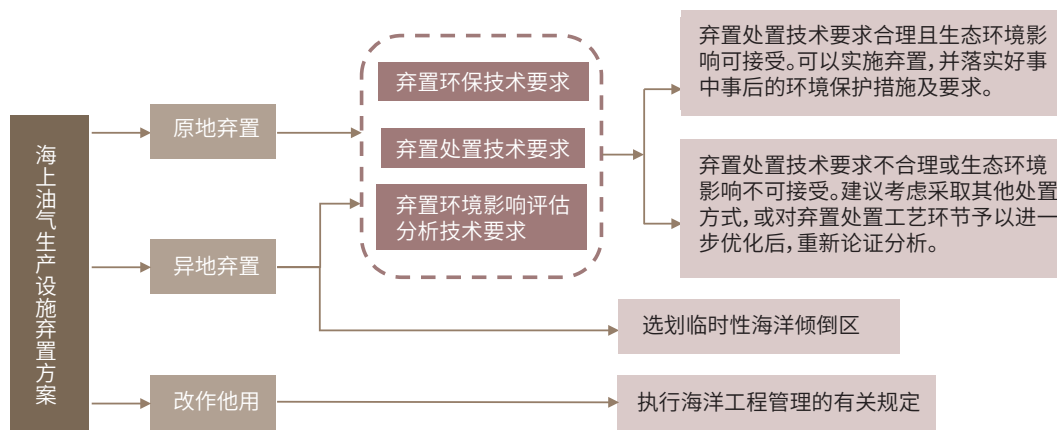 海上油气生产设施弃置方案
原地弃置
异地弃置
改作他用
弃置环保技术要求
弃置处置技术要求
弃置环境影响评估
分析技术要求
弃置处置技术要求合理且生态环境影
响可接受。可以实施弃置，并落实好事
中事后的环境保护措施及要求。
弃置处置技术要求不合理或生态环境
影响不可接受。建议考虑采取其他处置
方式，或对弃置处置工艺环节予以进一
步优化后，重新论证分析。
选划临时性海洋倾倒区
执行海洋工程管理的有关规定